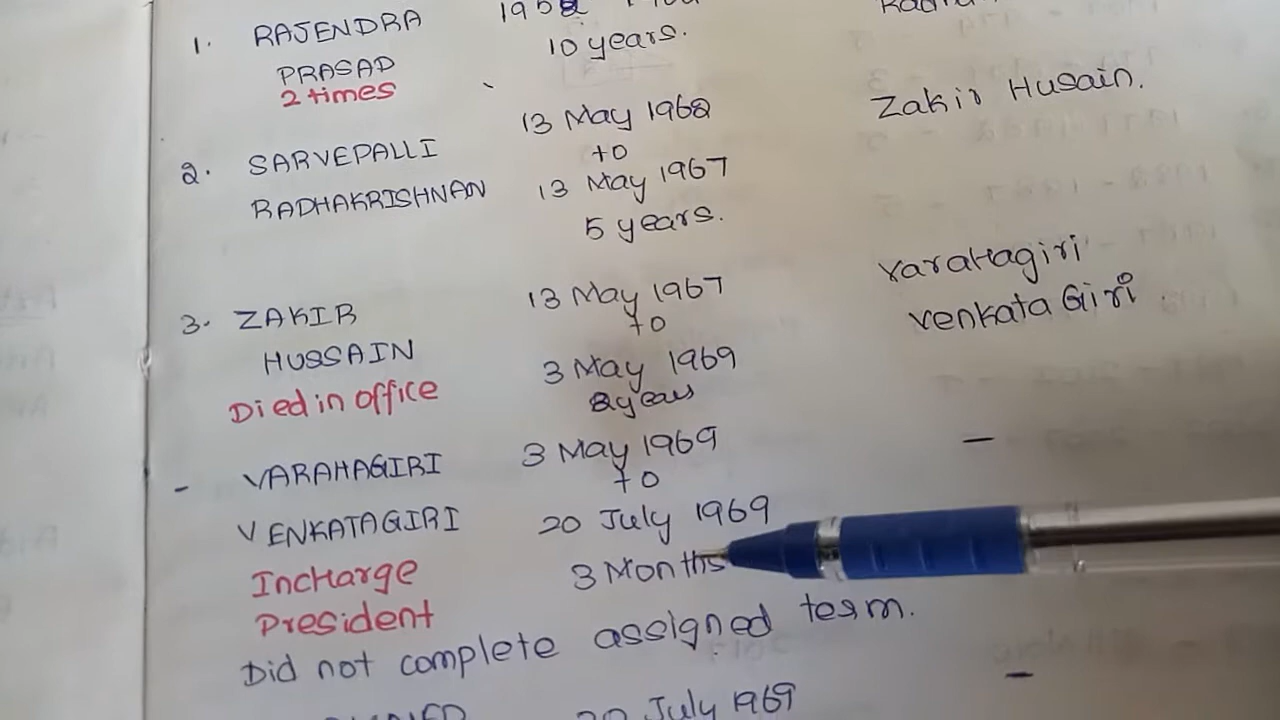 1. RAJENDRA 1952
PRASAD 10 years.
2 times
2. SARVEPALLI 13 May 1962 Zakir Husain.
to
RADHAKRISHNAN 13 May 1967
5 years.
3. ZAKIR 13 May 1967 Varahagiri
to Venkata Giri
HUSSAIN 3 May 1969
Died in office 2 years
- VARAHAGIRI 3 May 1969 -
to
VENKATAGIRI 20 July 1969
Incharge 3 Months
President
Did not complete assigned term.
20 July 1969 -